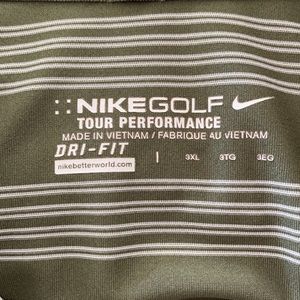 NIKEGOLF
TOUR PERFORMANCE
MADE IN VIETNAM / FABRIQUE AU VIETNAM
DRI-FIT
nikebetterworld.com
3XL 3TG 3EG